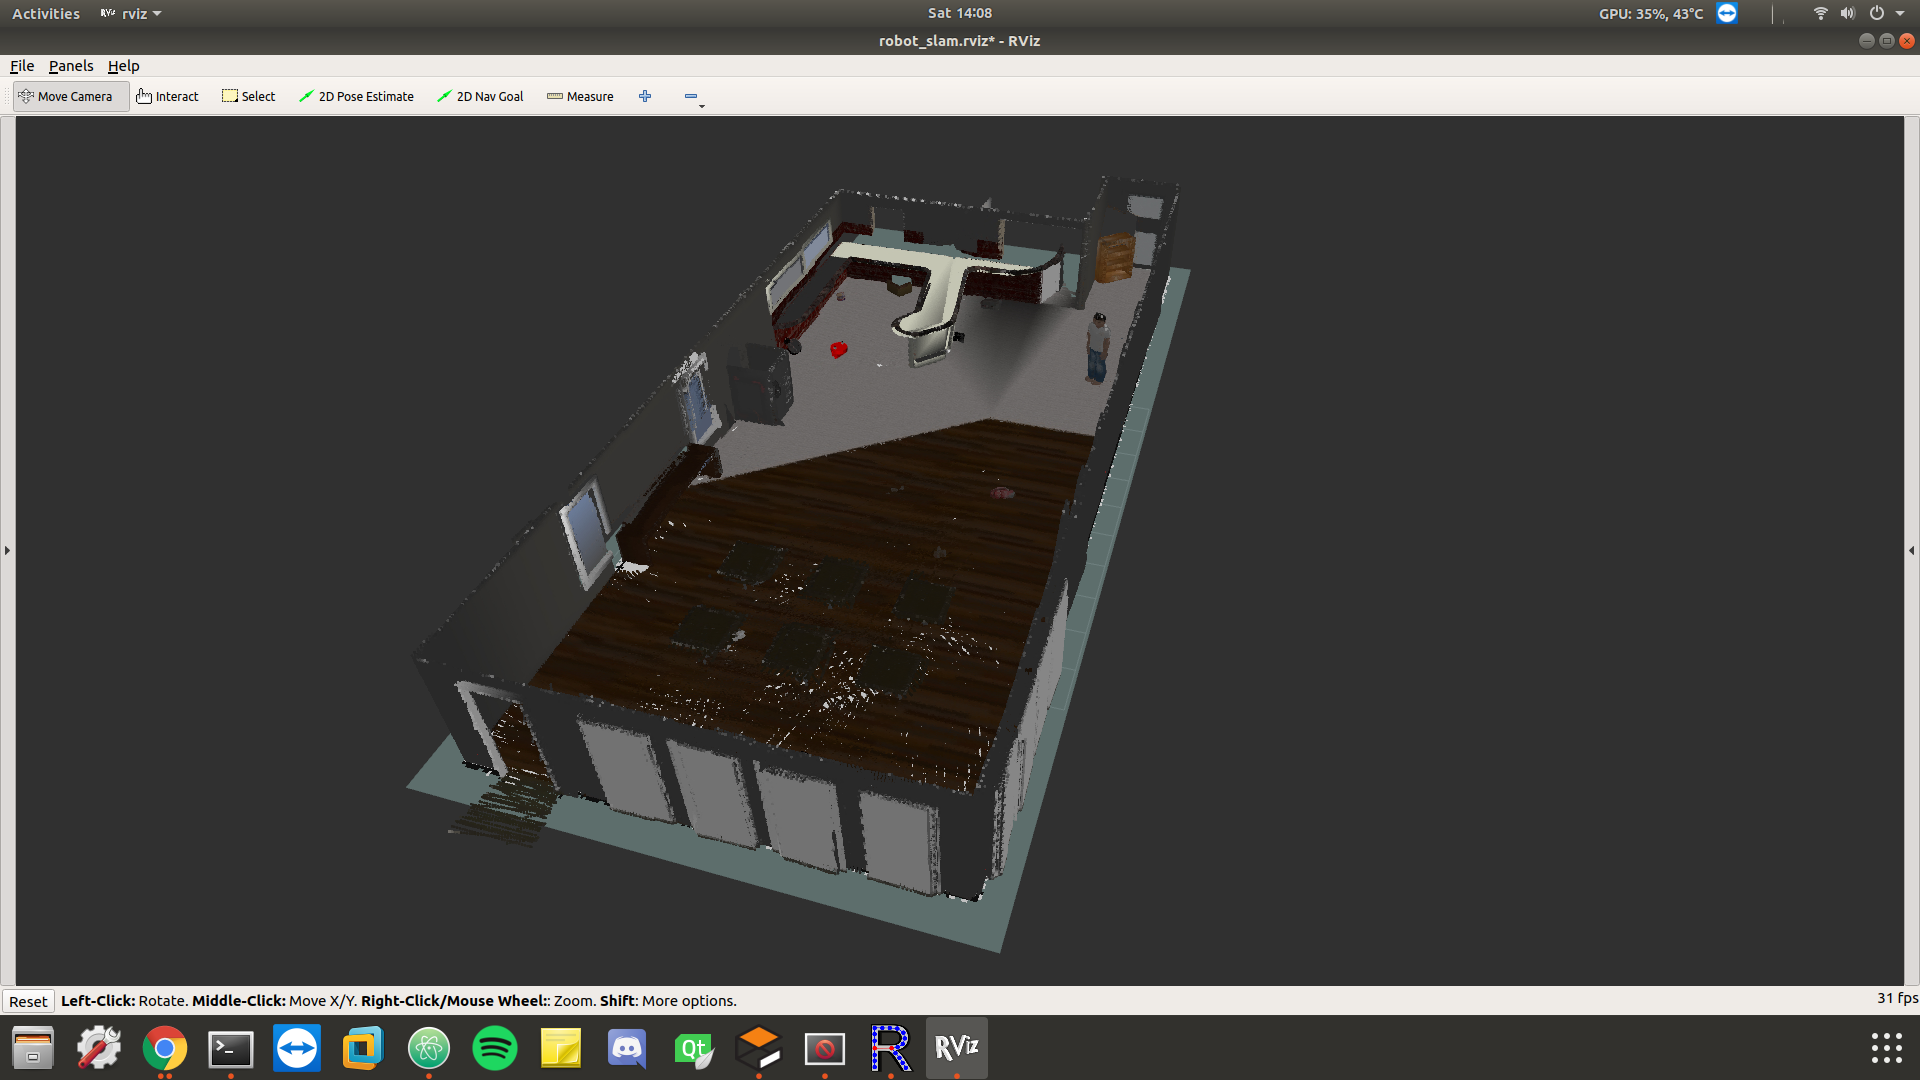 Activities RViz rviz Sat 14:08 GPU: 35%, 43°C
robot_slam.rviz* - RViz
File Panels Help
Move Camera Interact Select 2D Pose Estimate 2D Nav Goal Measure
Reset Left-Click: Rotate. Middle-Click: Move X/Y. Right-Click/Mouse Wheel:: Zoom. Shift: More options. 31 fps
Qt R RViz